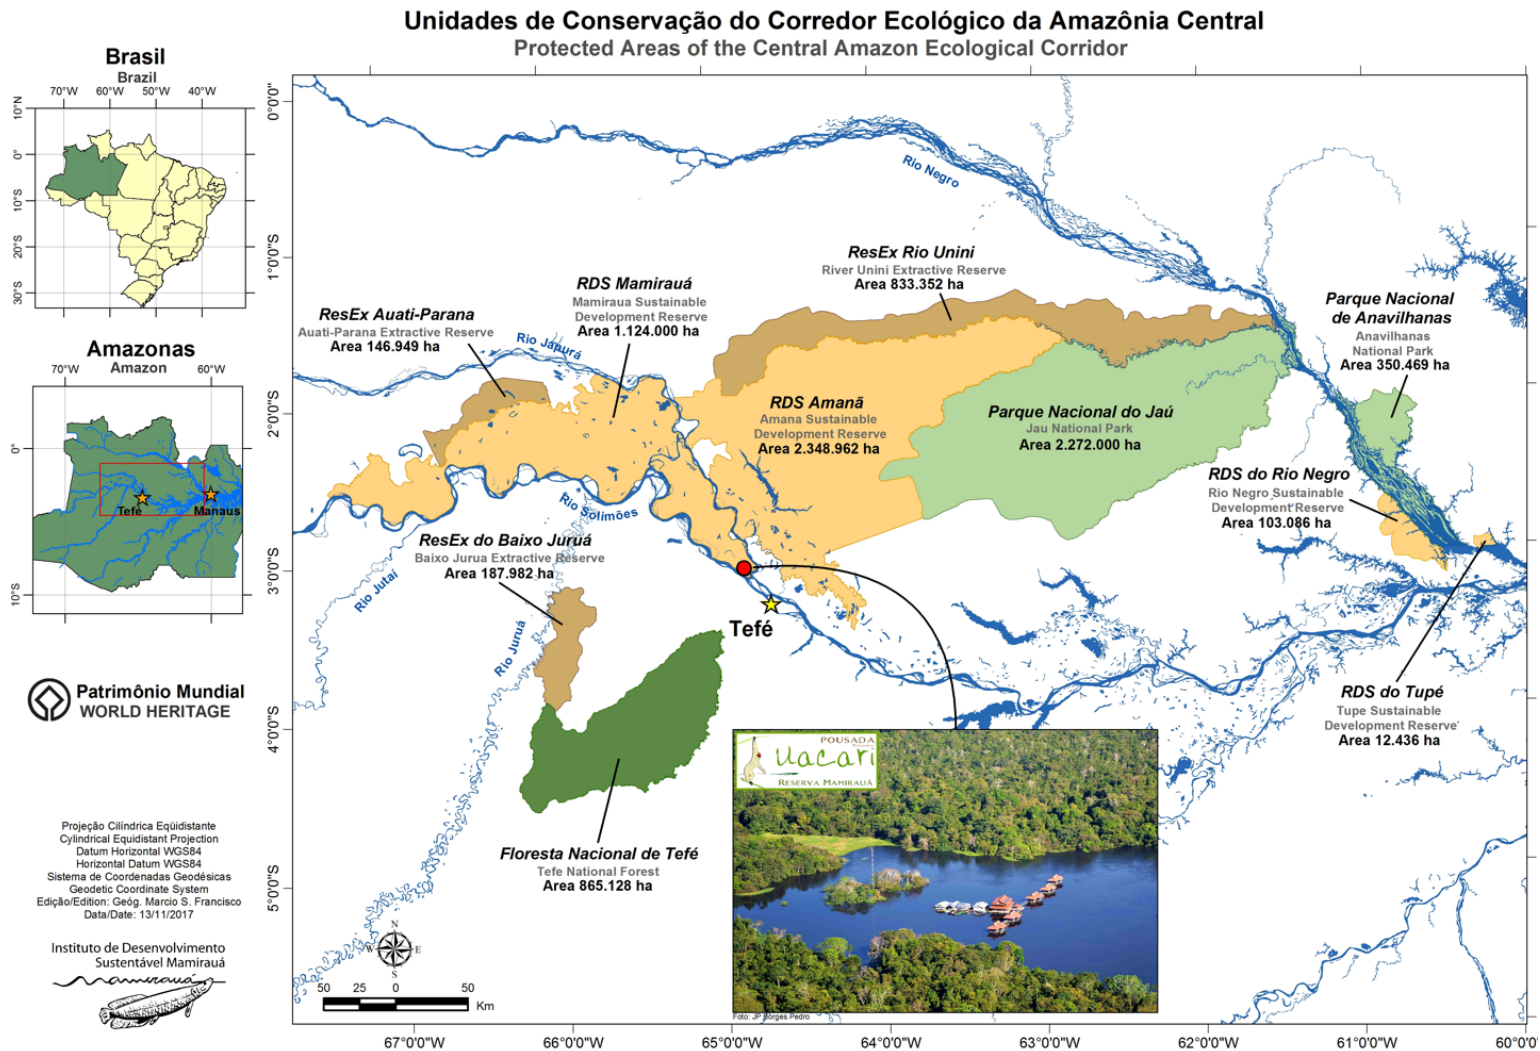 Unidades de Conservação do Corredor Ecológico da Amazônia Central
Protected Areas of the Central Amazon Ecological Corridor
Brasil
Brazil
70°W 60°W 50°W 40°W
10°N
0°
10°S
20°S
30°S
Amazonas
Amazon
70°W 60°W
0°
10°S
Tefé
Manaus
Patrimônio Mundial
WORLD HERITAGE
Projeção Cilíndrica Eqüidistante
Cylindrical Equidistant Projection
Datum Horizontal WGS84
Horizontal Datum WGS84
Sistema de Coordenadas Geodésicas
Geodetic Coordinate System
Edição/Edition: Geóg. Marcio S. Francisco
Data/Date: 13/11/2017
Instituto de Desenvolvimento
Sustentável Mamirauá
mamirauá
0°0'0"
1°0'0"S
2°0'0"S
3°0'0"S
4°0'0"S
5°0'0"S
Rio Negro
ResEx Rio Unini
River Unini Extractive Reserve
Area 833.352 ha
RDS Mamirauá
Mamiraua Sustainable
Development Reserve
Area 1.124.000 ha
ResEx Auati-Parana
Auati-Parana Extractive Reserve
Area 146.949 ha
Rio Japurá
Parque Nacional
de Anavilhanas
Anavilhanas
National Park
Area 350.469 ha
RDS Amanã
Amana Sustainable
Development Reserve
Area 2.348.962 ha
Parque Nacional do Jaú
Jau National Park
Area 2.272.000 ha
RDS do Rio Negro
Rio Negro Sustainable
Development Reserve
Area 103.086 ha
Rio Solimões
ResEx do Baixo Juruá
Baixo Jurua Extractive Reserve
Area 187.982 ha
Rio Jutaí
Rio Juruá
Tefé
RDS do Tupé
Tupe Sustainable
Development Reserve
Area 12.436 ha
Floresta Nacional de Tefé
Tefe National Forest
Area 865.128 ha
POUSADA
uacari
RESERVA MAMIRAUÁ
Foto: JP Borges Pedro
N
W E
S
50 25 0 50
Km
67°0'0"W 66°0'0"W 65°0'0"W 64°0'0"W 63°0'0"W 62°0'0"W 61°0'0"W 60°0'0"